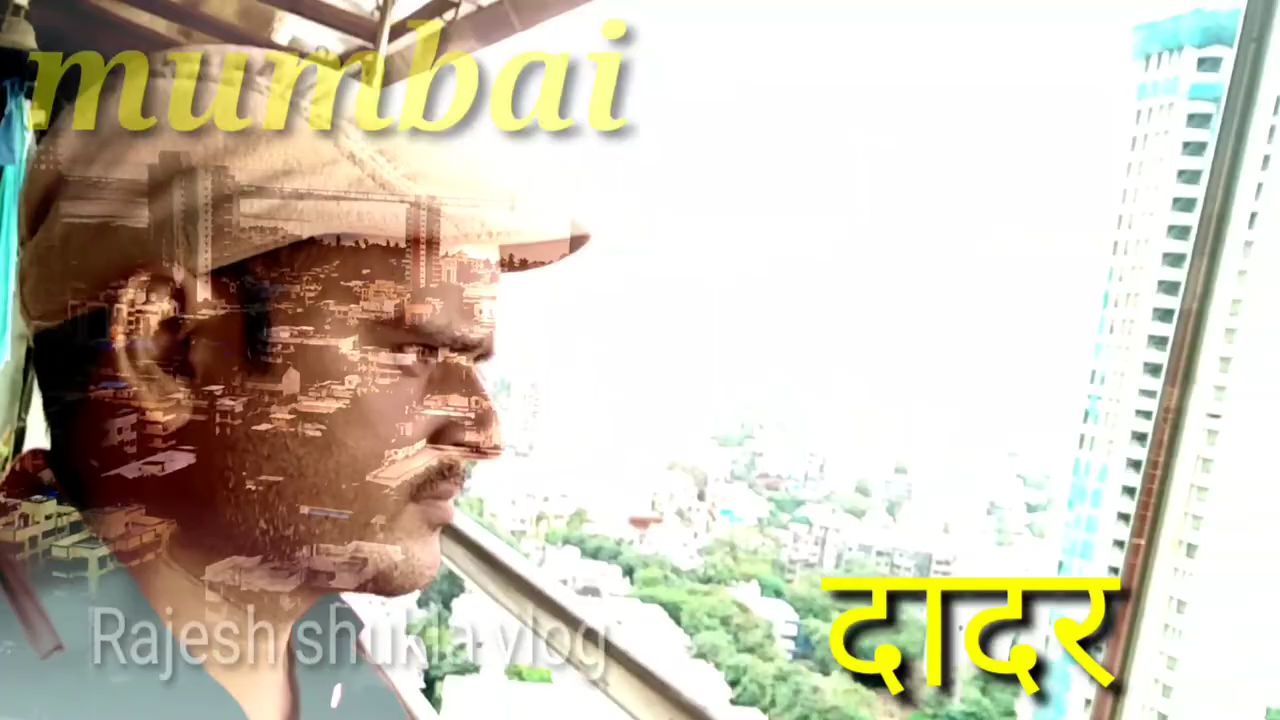 mumbai
Rajesh shukla vlog
दादर